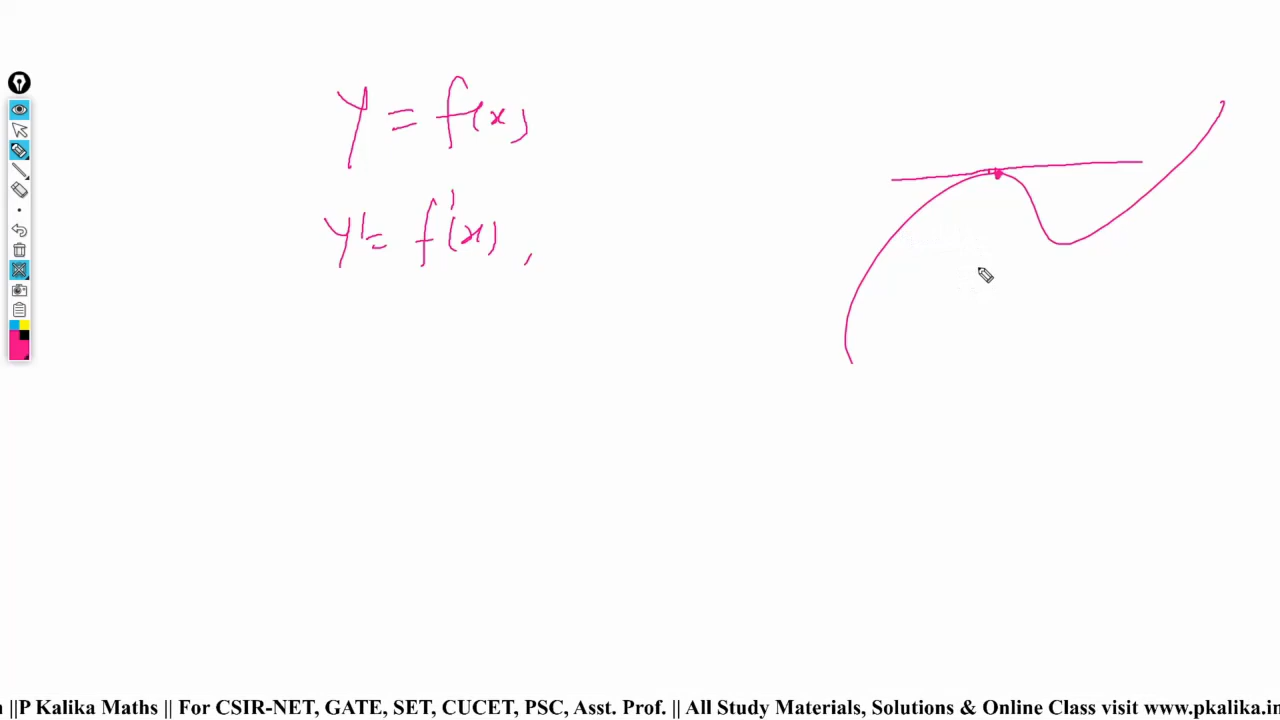 y = f(x)
y' = f'(x) ,
||P Kalika Maths || For CSIR-NET, GATE, SET, CUCET, PSC, Asst. Prof. || All Study Materials, Solutions & Online Class visit www.pkalika.in